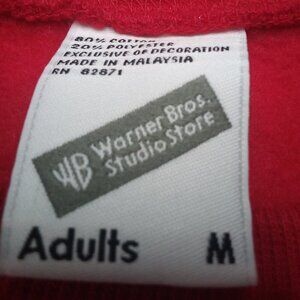 80% COTTON
20% POLYESTER
EXCLUSIVE OF DECORATION
MADE IN MALAYSIA
RN 82871
WB Warner Bros.
Studio Store
Adults M